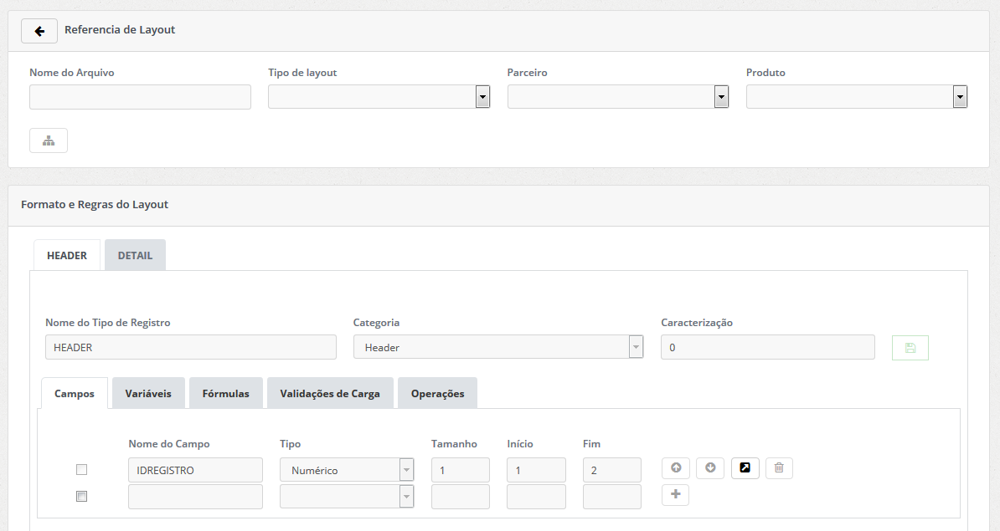 Referencia de Layout
Nome do Arquivo Tipo de layout Parceiro Produto
Formato e Regras do Layout
HEADER DETAIL
Nome do Tipo de Registro Categoria Caracterização
HEADER Header 0
Campos Variáveis Fórmulas Validações de Carga Operações
Nome do Campo Tipo Tamanho Início Fim
IDREGISTRO Numérico 1 1 2